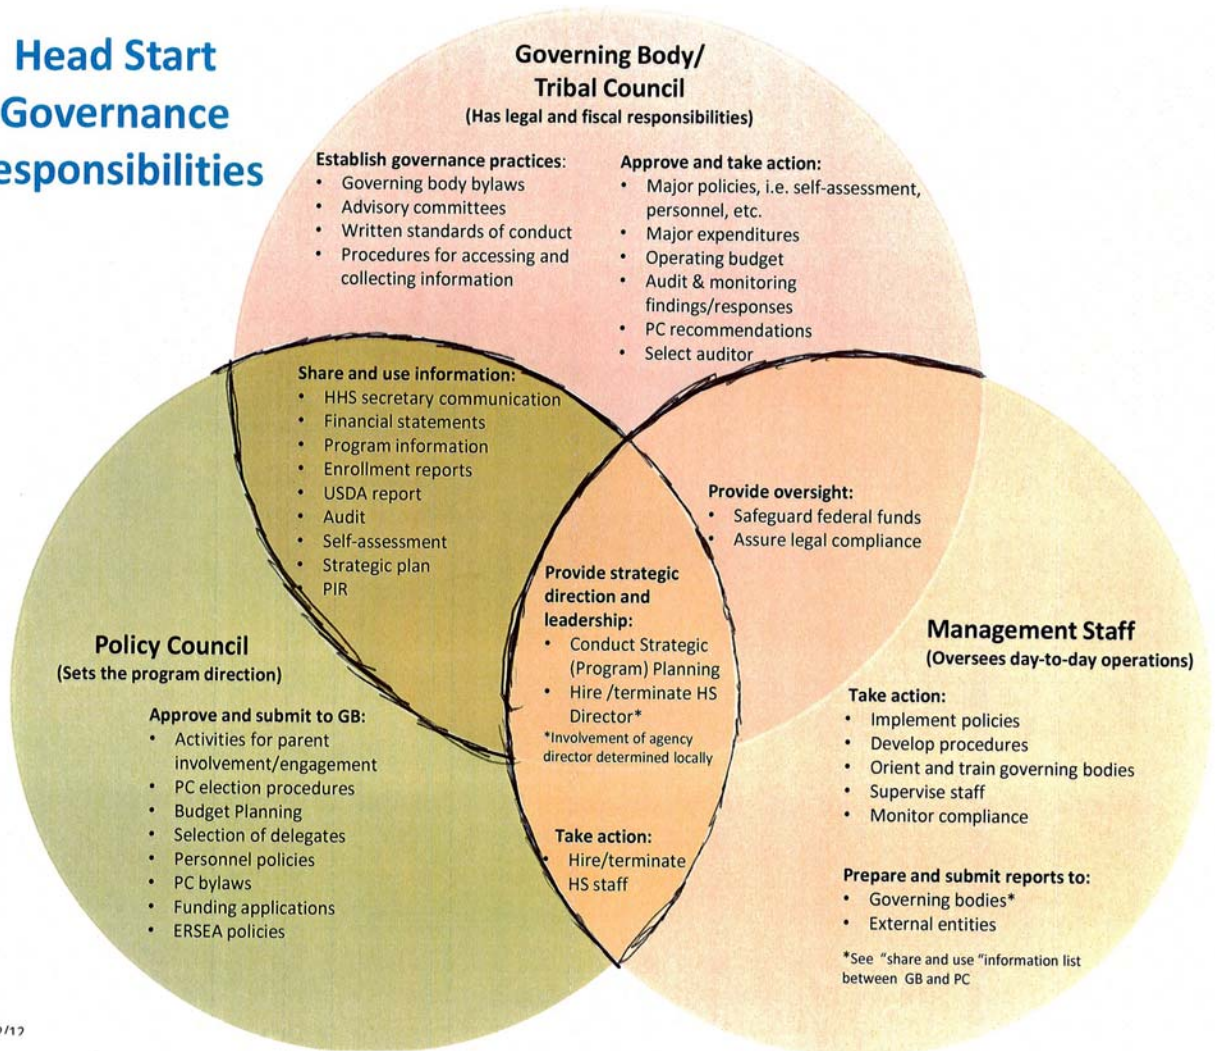 Head Start
Governance
esponsibilities
Governing Body/
Tribal Council
(Has legal and fiscal responsibilities)
Establish governance practices:
• Governing body bylaws
• Advisory committees
• Written standards of conduct
• Procedures for accessing and
collecting information
Approve and take action:
• Major policies, i.e. self-assessment,
personnel, etc.
• Major expenditures
• Operating budget
• Audit & monitoring
findings/responses
• PC recommendations
• Select auditor
Share and use information:
• HHS secretary communication
• Financial statements
• Program information
• Enrollment reports
• USDA report
• Audit
• Self-assessment
• Strategic plan
PIR
Provide oversight:
• Safeguard federal funds
• Assure legal compliance
Provide strategic
direction and
leadership:
• Conduct Strategic
(Program) Planning
• Hire /terminate HS
Director*
*Involvement of agency
director determined locally
Take action:
• Hire/terminate
HS staff
Policy Council
(Sets the program direction)
Approve and submit to GB:
• Activities for parent
involvement/engagement
• PC election procedures
• Budget Planning
• Selection of delegates
• Personnel policies
• PC bylaws
• Funding applications
• ERSEA policies
Management Staff
(Oversees day-to-day operations)
Take action:
• Implement policies
• Develop procedures
• Orient and train governing bodies
• Supervise staff
• Monitor compliance
Prepare and submit reports to:
• Governing bodies*
• External entities
*See "share and use "information list
between GB and PC